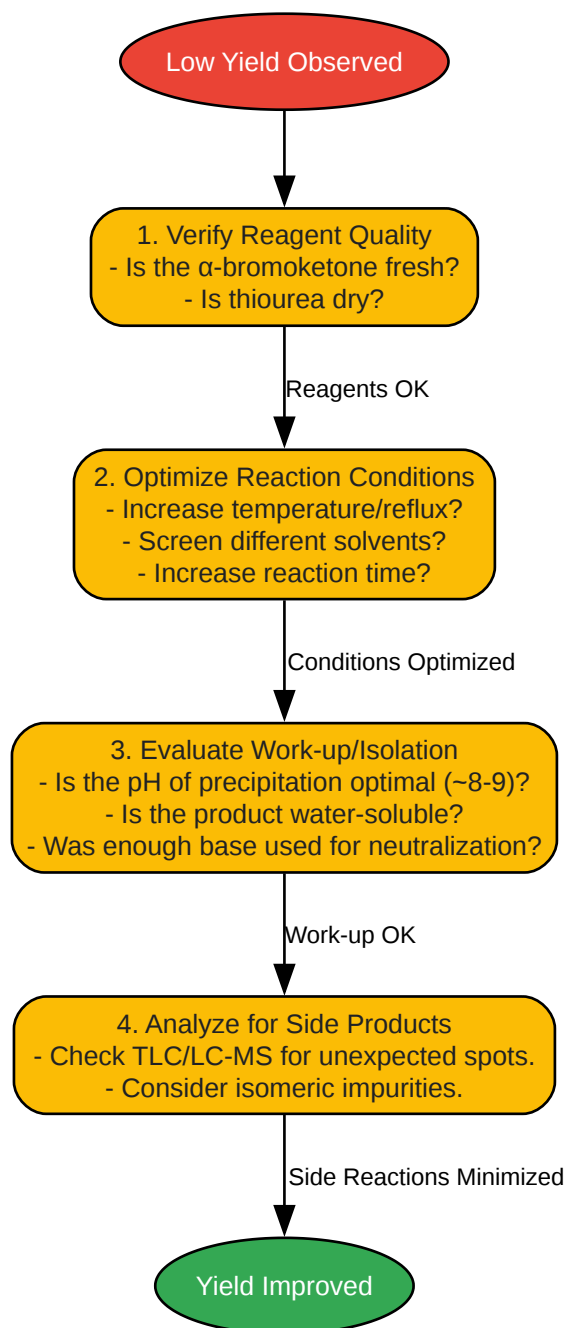 Low Yield Observed
1. Verify Reagent Quality
- Is the α-bromoketone fresh?
- Is thiourea dry?
Reagents OK
2. Optimize Reaction Conditions
- Increase temperature/reflux?
- Screen different solvents?
- Increase reaction time?
Conditions Optimized
3. Evaluate Work-up/Isolation
- Is the pH of precipitation optimal (~8-9)?
- Is the product water-soluble?
- Was enough base used for neutralization?
Work-up OK
4. Analyze for Side Products
- Check TLC/LC-MS for unexpected spots.
- Consider isomeric impurities.
Side Reactions Minimized
Yield Improved